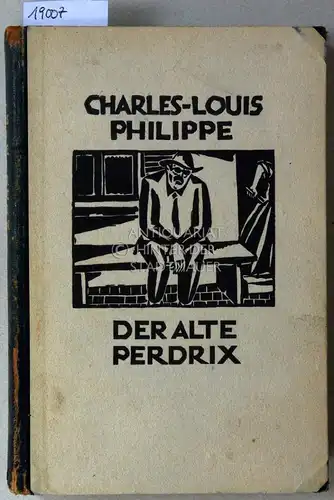 19007
CHARLES-LOUIS
PHILIPPE
ANTIQUARIAT
© HINTER DER
STADTMAUER
DER ALTE
PERDRIX